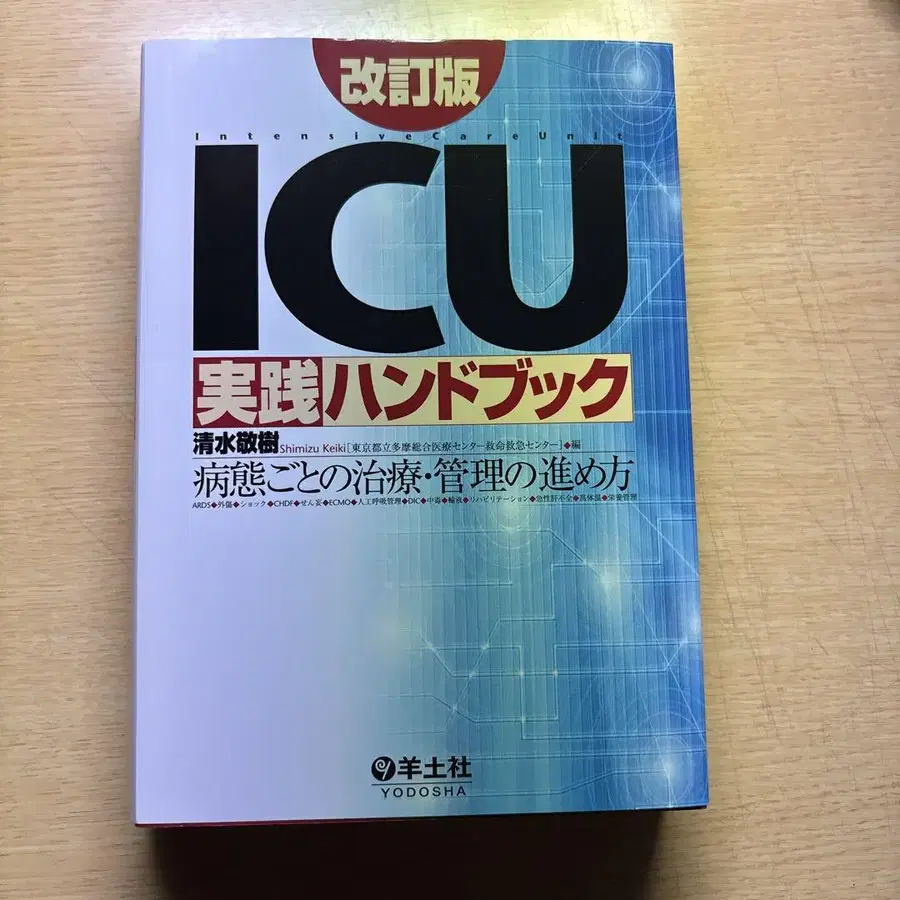 改訂版
Intensive Care Unit
ICU
実践ハンドブック
清水敬樹 Shimizu Keiki[東京都立多摩総合医療センター救命救急センター]◆編
病態ごとの治療・管理の進め方
ARDS◆外傷◆ショック◆CHDF◆せん妄◆ECMO◆人工呼吸管理◆DIC◆中毒◆輸液◆リハビリテーション◆急性肝不全◆高体温◆栄養管理
羊土社
YODOSHA